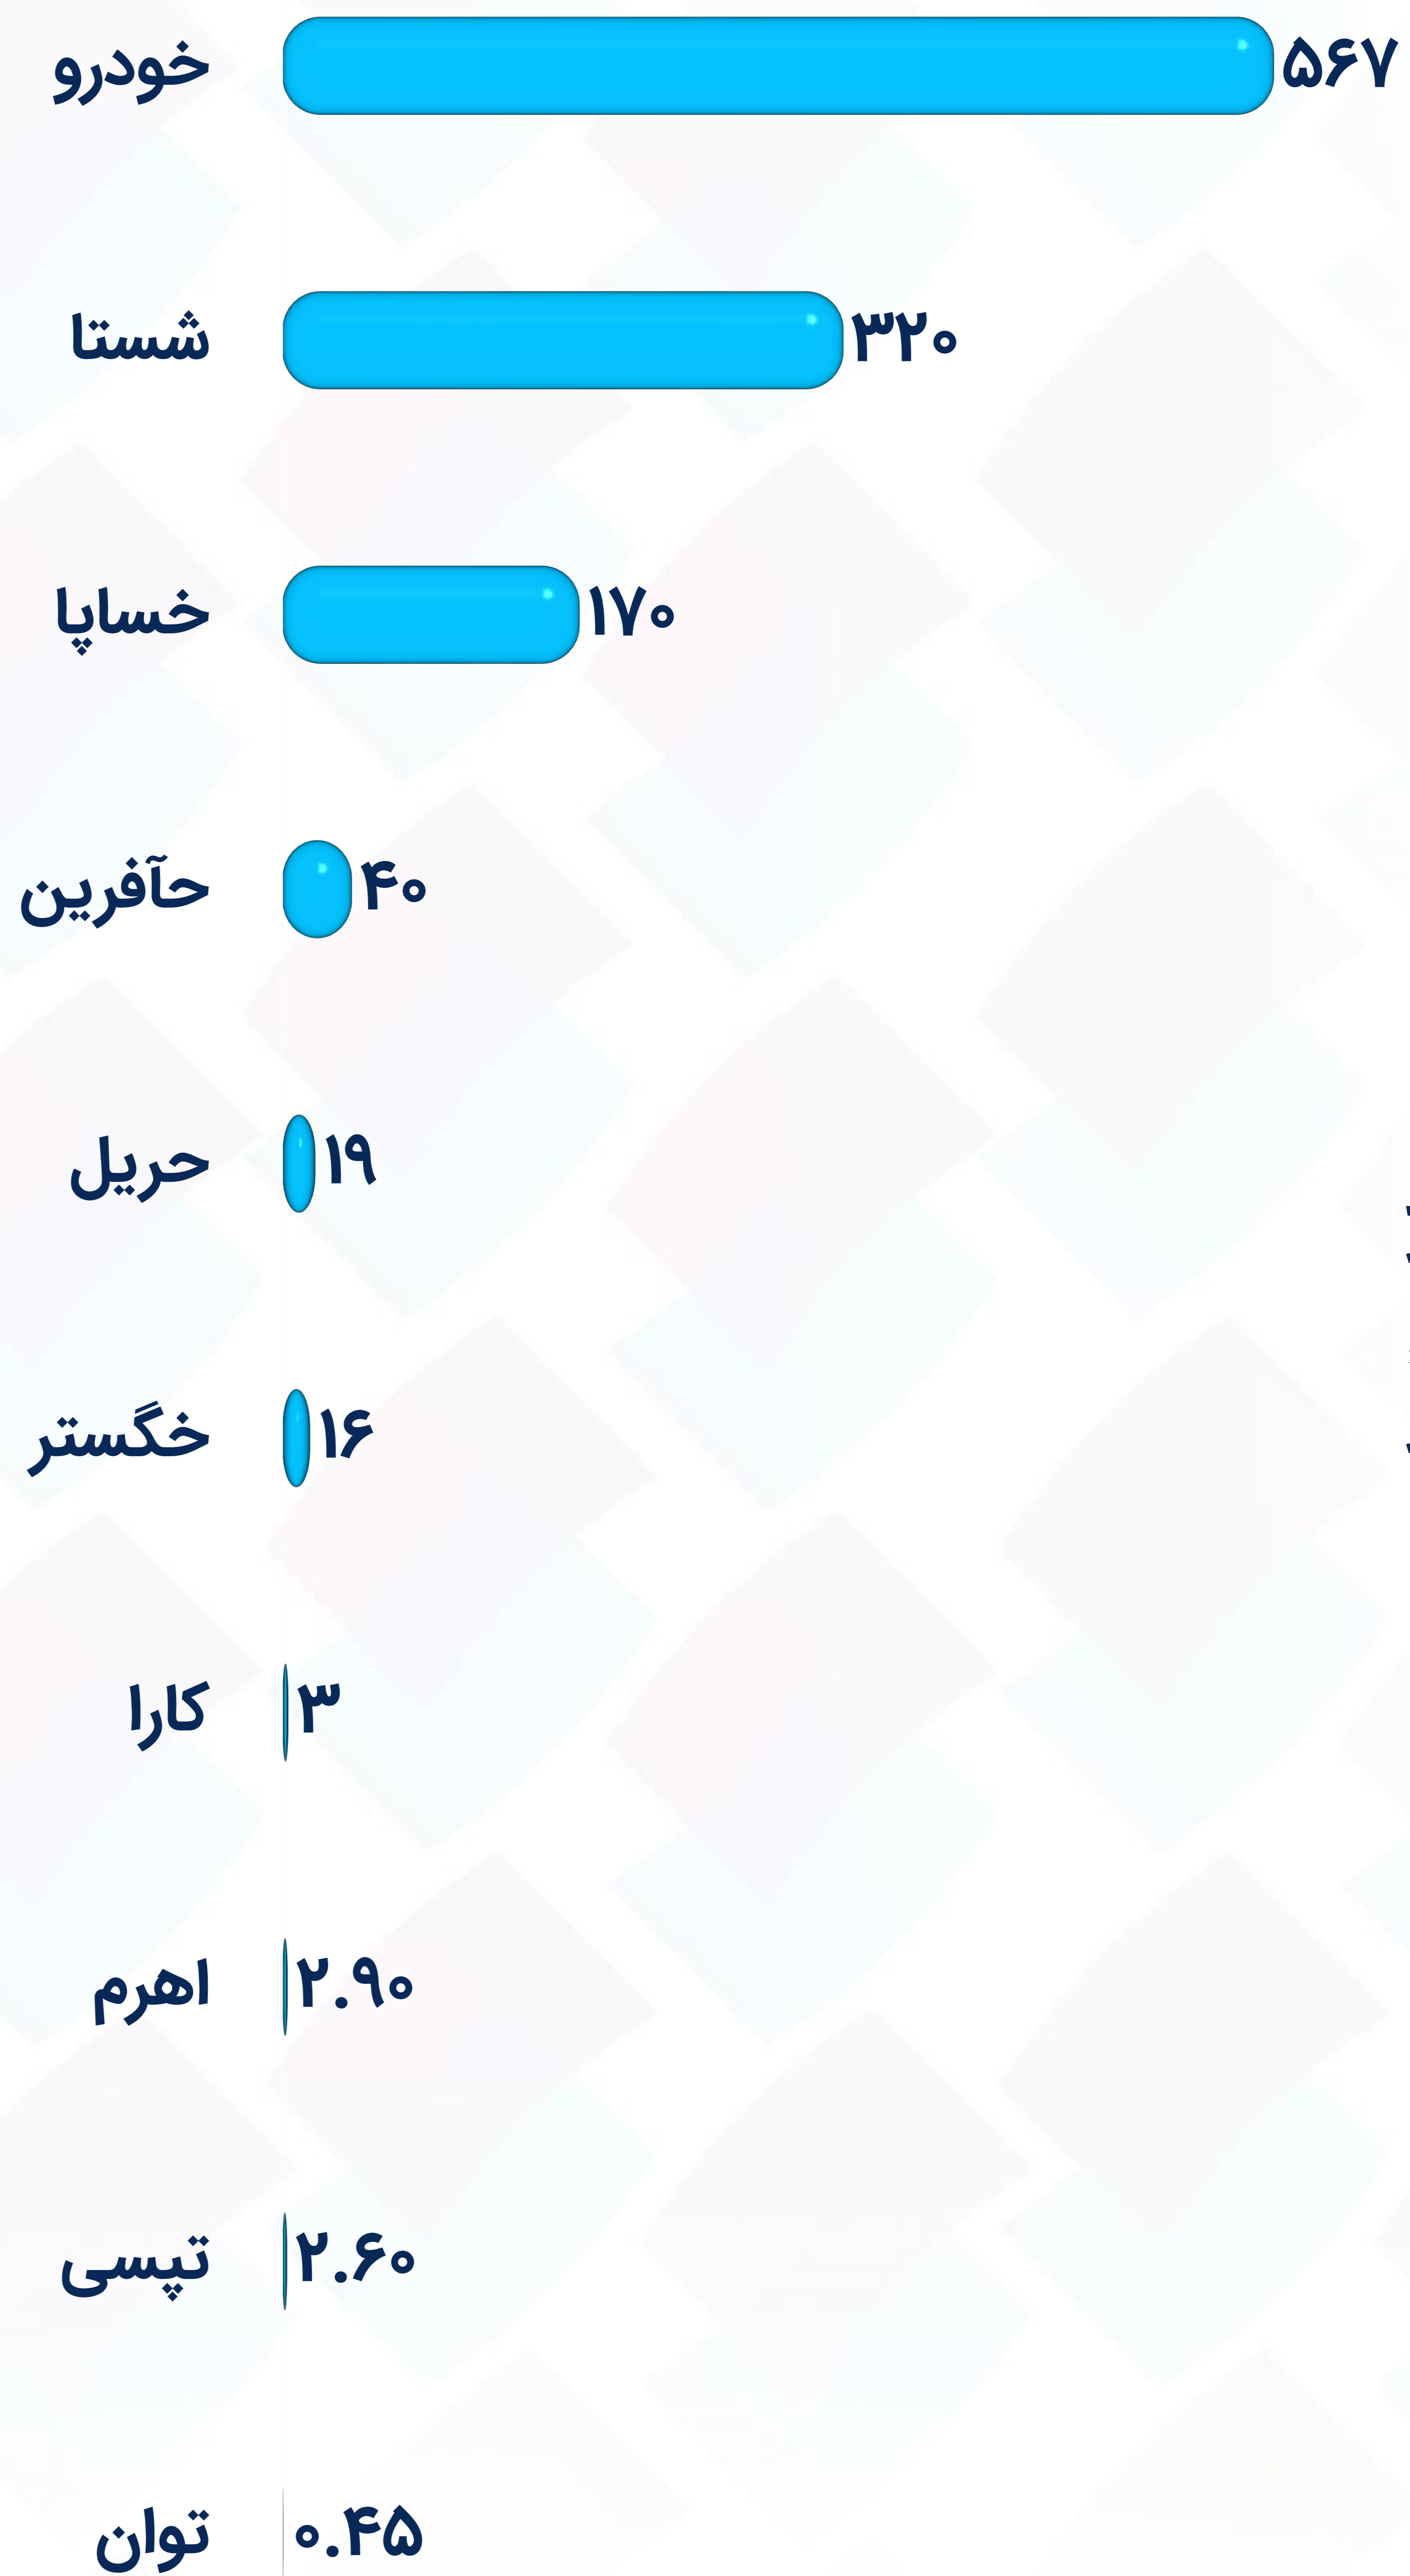 خودرو ۵۶۷
شستا ۳۲۰
خساپا ۱۷۰
حآفرین ۴۰
حریل ۱۹
خگستر ۱۶
کارا ۳
اهرم ۲.۹۰
تپسی ۲.۶۰
توان ۰.۴۵